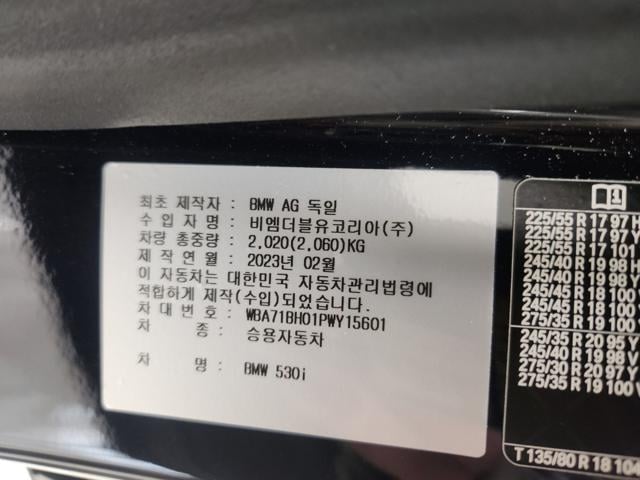 최초 제작자 : BMW AG 독일
수 입 자 명 : 비엠더블유코리아(주)
차량 총중량 : 2,020(2,060)KG
제 작 연 월 : 2023년 02월
이 자동차는 대한민국 자동차관리법령에
적합하게 제작(수입)되었습니다.
차 대 번 호 : WBA71BH01PWY15601
차 종 : 승용자동차
차 명 : BMW 530i
225/55 R 17 97
225/55 R 17 97 Y
225/55 R 17 101
245/40 R 19 98
245/40 R 19 98 Y
245/45 R 18 100
245/45 R 18 100
275/35 R 19 100
245/35 R 20 95 Y
245/40 R 19 98 Y
275/30 R 20 97 Y
275/35 R 19 100
T 135/80 R 18 104